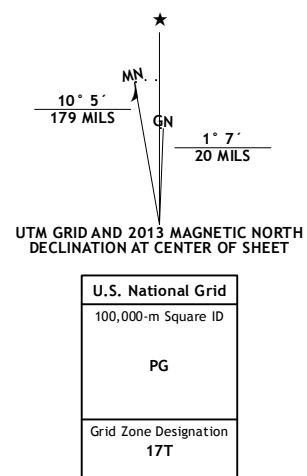 ★
MN
10° 5´
179 MILS
GN
1° 7´
20 MILS
UTM GRID AND 2013 MAGNETIC NORTH
DECLINATION AT CENTER OF SHEET
U.S. National Grid
100,000-m Square ID
PG
Grid Zone Designation
17T